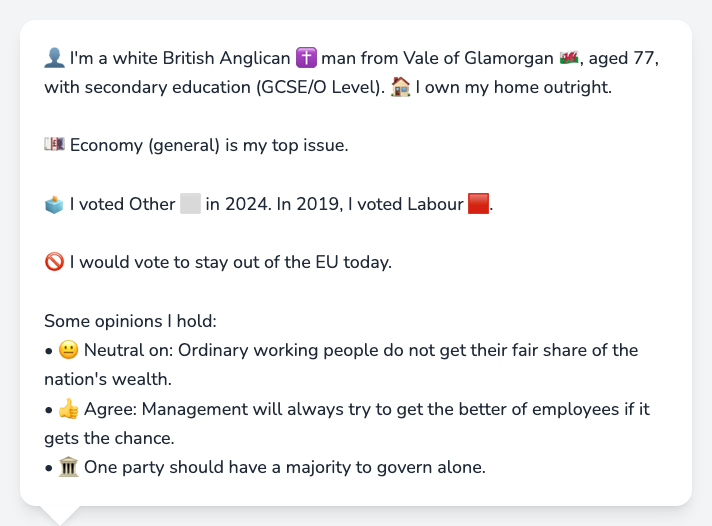 👤 I'm a white British Anglican ✝️ man from Vale of Glamorgan 🏴󠁧󠁢󠁷󠁬󠁳󠁿, aged 77,
with secondary education (GCSE/O Level). 🏠 I own my home outright.
💷 Economy (general) is my top issue.
🗳️ I voted Other ⬜ in 2024. In 2019, I voted Labour 🟥.
🚫 I would vote to stay out of the EU today.
Some opinions I hold:
• 😐 Neutral on: Ordinary working people do not get their fair share of the
nation's wealth.
• 👍 Agree: Management will always try to get the better of employees if it
gets the chance.
• 🏛️ One party should have a majority to govern alone.